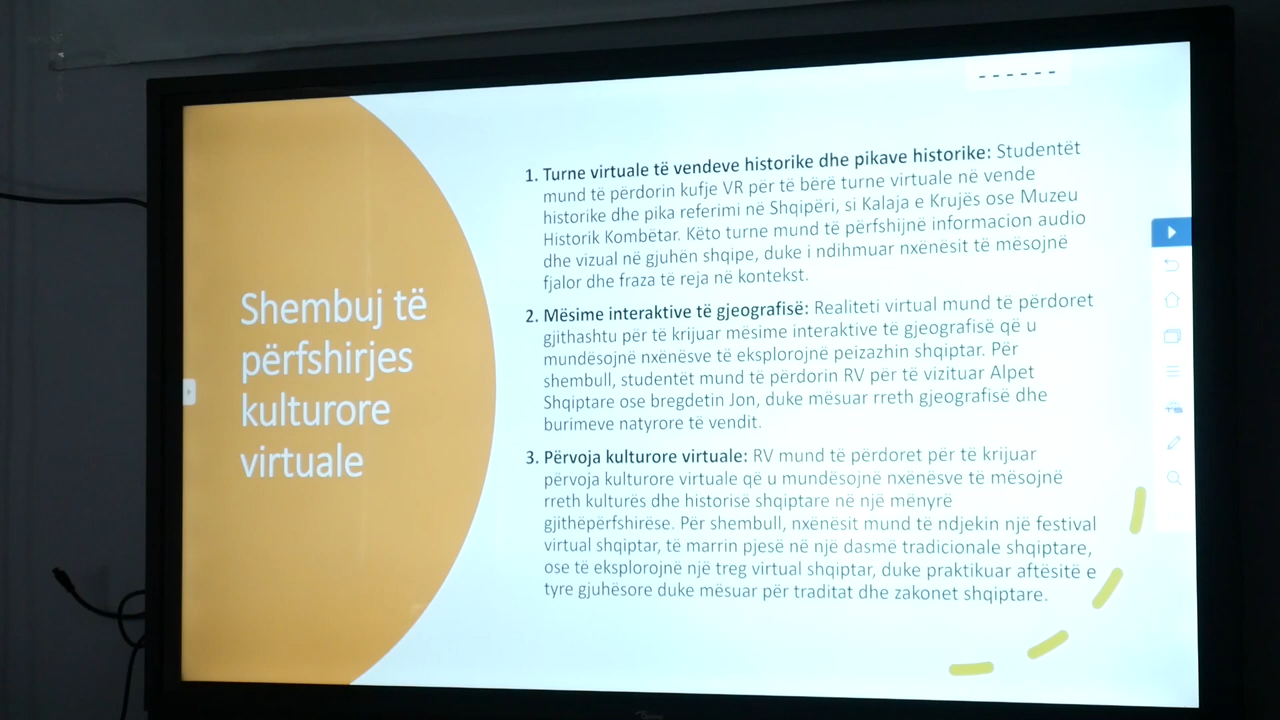 Shembuj të
përfshirjes
kulturore
virtuale
1. Turne virtuale të vendeve historike dhe pikave historike: Studentët
mund të përdorin kufje VR për të bërë turne virtuale në vende
historike dhe pika referimi në Shqipëri, si Kalaja e Krujës ose Muzeu
Historik Kombëtar. Këto turne mund të përfshijnë informacion audio
dhe vizual në gjuhën shqipe, duke i ndihmuar nxënësit të mësojnë
fjalor dhe fraza të reja në kontekst.
2. Mësime interaktive të gjeografisë: Realiteti virtual mund të përdoret
gjithashtu për të krijuar mësime interaktive të gjeografisë që u
mundësojnë nxënësve të eksplorojnë peizazhin shqiptar. Për
shembull, studentët mund të përdorin RV për të vizituar Alpet
Shqiptare ose bregdetin Jon, duke mësuar rreth gjeografisë dhe
burimeve natyrore të vendit.
3. Përvoja kulturore virtuale: RV mund të përdoret për të krijuar
përvoja kulturore virtuale që u mundësojnë nxënësve të mësojnë
rreth kulturës dhe historisë shqiptare në një mënyrë
gjithëpërfshirëse. Për shembull, nxënësit mund të ndjekin një festival
virtual shqiptar, të marrin pjesë në një dasmë tradicionale shqiptare,
ose të eksplorojnë një treg virtual shqiptar, duke praktikuar aftësitë e
tyre gjuhësore duke mësuar për traditat dhe zakonet shqiptare.